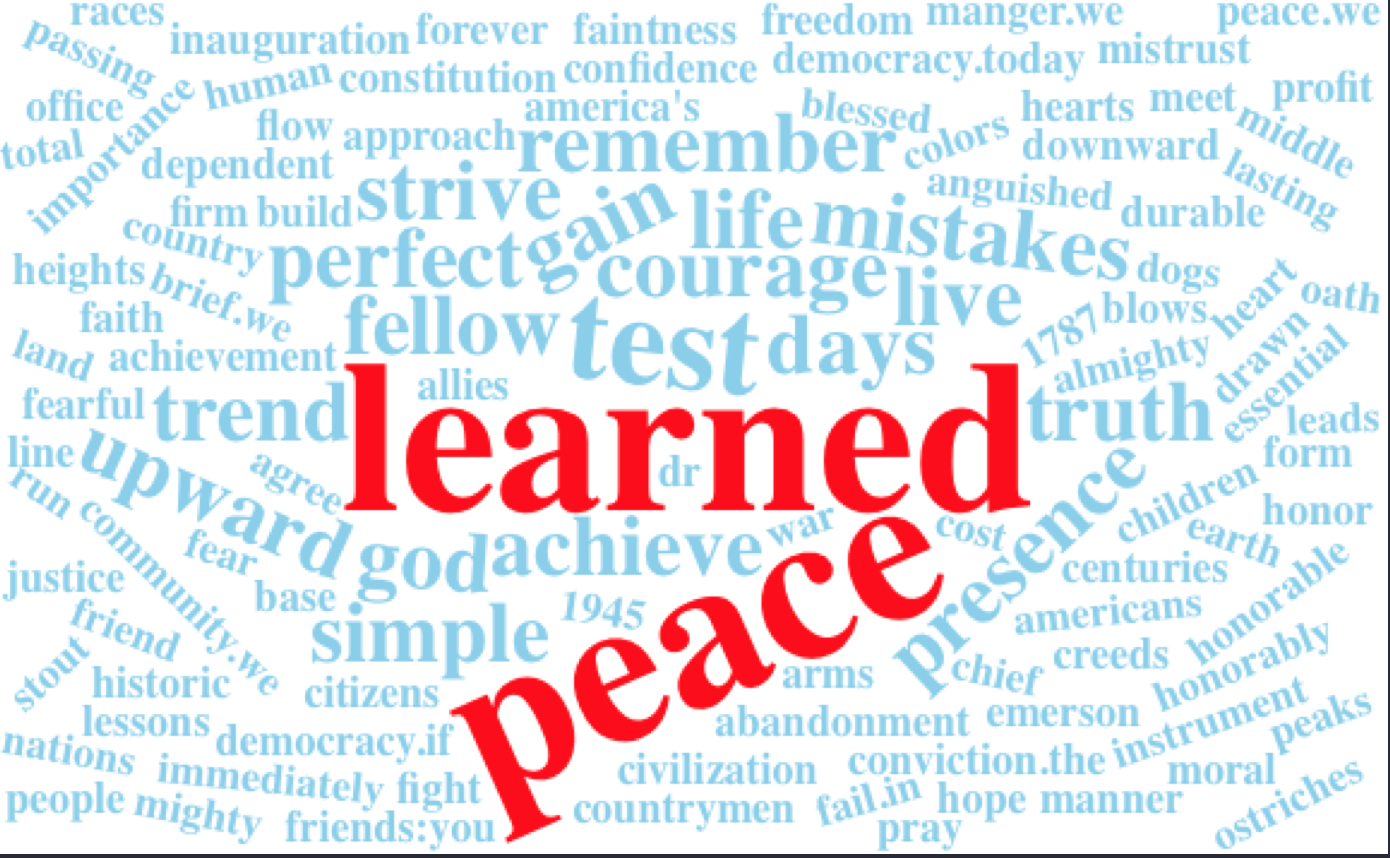 races
passing
inauguration
forever
faintness
freedom
manger.we
peace.we
human
constitution
confidence
democracy.today
mistrust
office
importance
america's
blessed
hearts
meet
profit
total
flow
approach
remember
colors
downward
middle
dependent
strive
gain
life
mistakes
anguished
durable
lasting
firm
build
country
perfect
courage
live
dogs
heights
brief.we
fellow
test
days
1787
blows
heart
oath
faith
land
achievement
allies
almighty
drawn
essential
fearful
trend
learned
truth
leads
line
upward
agree
dr
presence
children
form
run
community.we
fear
god
achieve
war
cost
earth
honor
justice
base
simple
1945
peace
centuries
americans
honorable
friend
stout
historic
citizens
arms
chief
creeds
honorably
lessons
democracy.if
abandonment
emerson
instrument
peaks
nations
immediately
fight
civilization
conviction.the
moral
people
mighty
friends:you
countrymen
fail.in
hope
manner
pray
ostriches